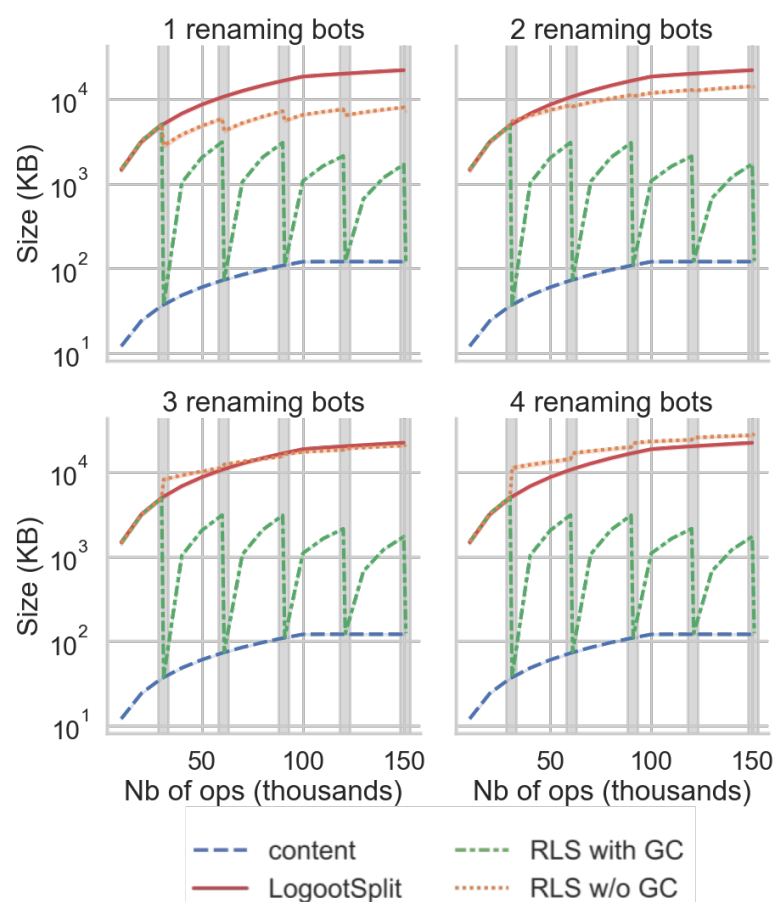 1 renaming bots
2 renaming bots
Size (KB)
10^4
10^3
10^2
10^1
3 renaming bots
4 renaming bots
Size (KB)
10^4
10^3
10^2
10^1
50
100
150
50
100
150
Nb of ops (thousands)
Nb of ops (thousands)
content
RLS with GC
LogootSplit
RLS w/o GC